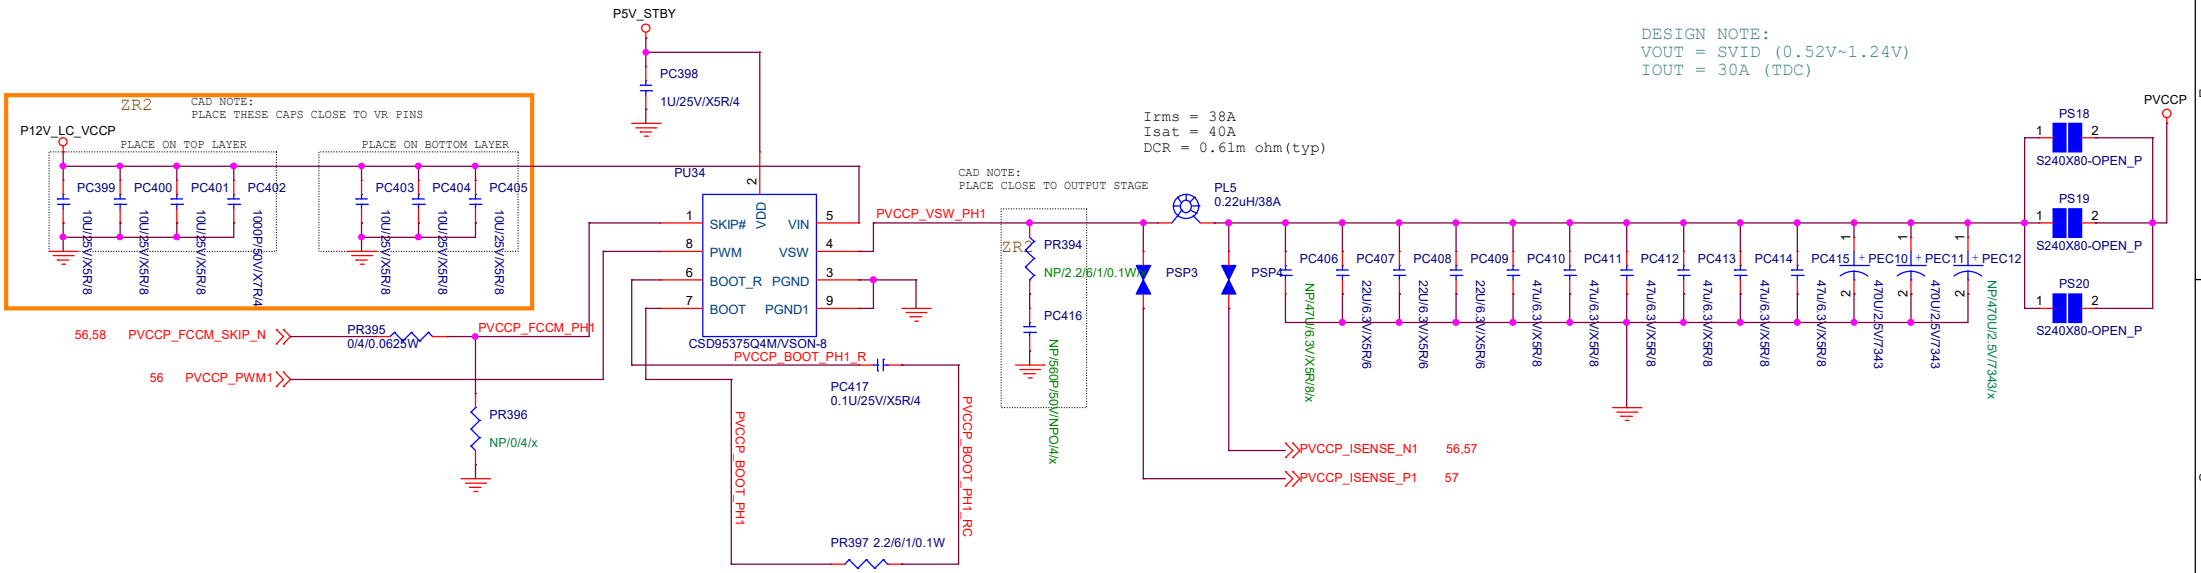 P5V_STBY
PC398
1U/25V/X5R/4
DESIGN NOTE:
VOUT = SVID (0.52V~1.24V)
IOUT = 30A (TDC)
ZR2
CAD NOTE:
PLACE THESE CAPS CLOSE TO VR PINS
P12V_LC_VCCP
PLACE ON TOP LAYER
PLACE ON BOTTOM LAYER
PC399
10U/25V/X5R/8
PC400
10U/25V/X5R/8
PC401
10U/25V/X5R/8
PC402
1000P/50V/X7R/4
PC403
10U/25V/X5R/8
PC404
10U/25V/X5R/8
PC405
10U/25V/X5R/8
PU34
2
VDD
1
SKIP#
8
PWM
6
BOOT_R
7
BOOT
VIN
5
VSW
4
PGND
3
PGND1
9
CSD95375Q4M/VSON-8
56,58
PVCCP_FCCM_SKIP_N
PR395
0/4/0.0625W
PVCCP_FCCM_PH1
56
PVCCP_PWM1
PR396
NP/0/4/x
PVCCP_BOOT_PH1_R
PC417
0.1U/25V/X5R/4
PVCCP_BOOT_PH1
PVCCP_BOOT_PH1_RC
PR397 2.2/6/1/0.1W
PVCCP_VSW_PH1
CAD NOTE:
PLACE CLOSE TO OUTPUT STAGE
Irms = 38A
Isat = 40A
DCR = 0.61m ohm(typ)
ZR2
PR394
NP/2.2/6/1/0.1W/x
PC416
NP/560P/50V/NPO/4/x
PL5
0.22uH/38A
PSP3
PSP4
PVCCP_ISENSE_N1
56,57
PVCCP_ISENSE_P1
57
PC406
NP/47U/6.3V/X5R/8/x
PC407
22U/6.3V/X5R/6
PC408
22U/6.3V/X5R/6
PC409
22U/6.3V/X5R/6
PC410
47u/6.3V/X5R/8
PC411
47u/6.3V/X5R/8
PC412
47u/6.3V/X5R/8
PC413
47u/6.3V/X5R/8
PC414
47u/6.3V/X5R/8
PC415
47u/6.3V/X5R/8
1
+
2
PEC10
470U/2.5V/7343
1
+
2
PEC11
470U/2.5V/7343
1
+
2
PEC12
NP/470U/2.5V/7343/x
PVCCP
PS18
1
2
S240X80-OPEN_P
PS19
1
2
S240X80-OPEN_P
PS20
1
2
S240X80-OPEN_P